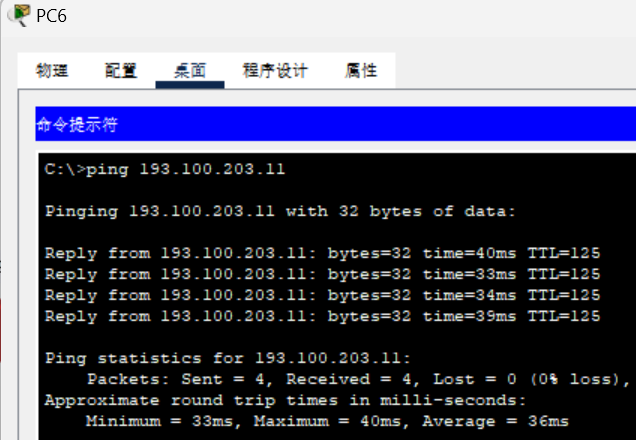 PC6
物理 配置 桌面 程序设计 属性
命令提示符
C:\>ping 193.100.203.11
Pinging 193.100.203.11 with 32 bytes of data:
Reply from 193.100.203.11: bytes=32 time=40ms TTL=125
Reply from 193.100.203.11: bytes=32 time=33ms TTL=125
Reply from 193.100.203.11: bytes=32 time=34ms TTL=125
Reply from 193.100.203.11: bytes=32 time=39ms TTL=125
Ping statistics for 193.100.203.11:
Packets: Sent = 4, Received = 4, Lost = 0 (0% loss),
Approximate round trip times in milli-seconds:
Minimum = 33ms, Maximum = 40ms, Average = 36ms